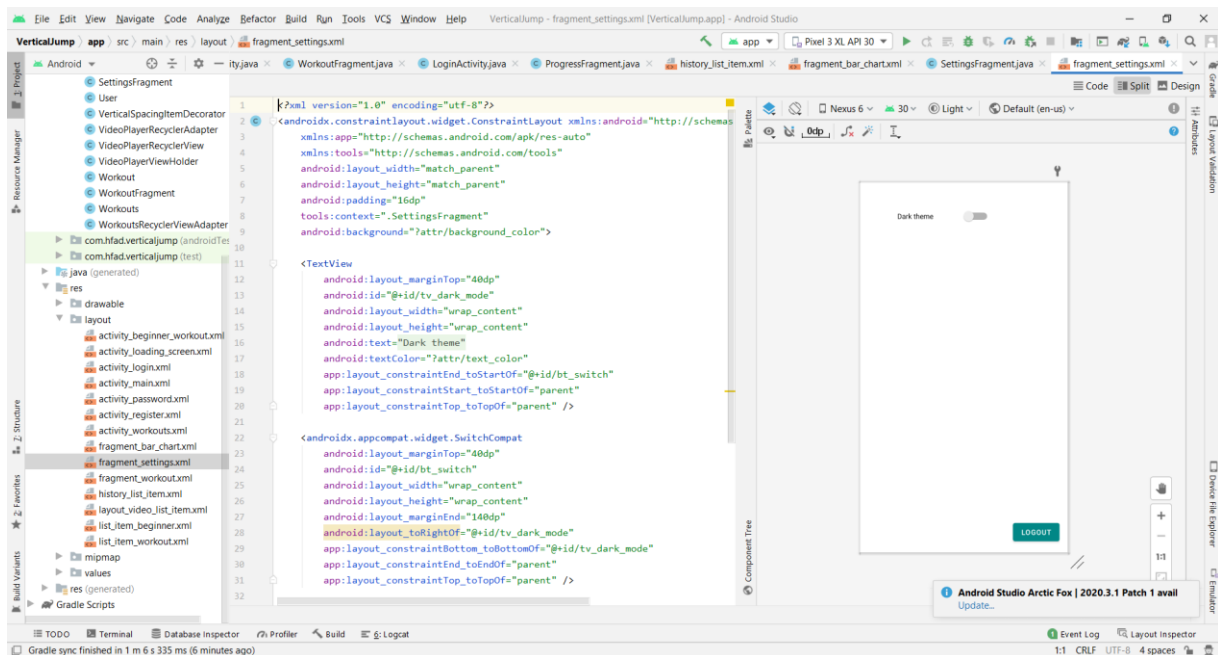 File Edit View Navigate Code Analyze Refactor Build Run Tools VCS Window Help VerticalJump - fragment_settings.xml [VerticalJump.app] - Android Studio
VerticalJump app src main res layout fragment_settings.xml app Pixel 3 XL API 30
Android ity.java WorkoutFragment.java LoginActivity.java ProgressFragment.java history_list_item.xml fragment_bar_chart.xml SettingsFragment.java fragment_settings.xml
Code Split Design
Project
Resource Manager
Z: Structure
2: Favorites
Build Variants
SettingsFragment
User
VerticalSpacingItemDecorator
VideoPlayerRecyclerAdapter
VideoPlayerRecyclerView
VideoPlayerViewHolder
Workout
WorkoutFragment
Workouts
WorkoutsRecyclerViewAdapter
com.hfad.verticaljump (androidTes
com.hfad.verticaljump (test)
java (generated)
res
drawable
layout
activity_beginner_workout.xml
activity_loading_screen.xml
activity_login.xml
activity_main.xml
activity_password.xml
activity_register.xml
activity_workouts.xml
fragment_bar_chart.xml
fragment_settings.xml
fragment_workout.xml
history_list_item.xml
layout_video_list_item.xml
list_item_beginner.xml
list_item_workout.xml
mipmap
values
res (generated)
Gradle Scripts
1 <?xml version="1.0" encoding="utf-8"?>
2 <androidx.constraintlayout.widget.ConstraintLayout xmlns:android="http://schemas
3 xmlns:app="http://schemas.android.com/apk/res-auto"
4 xmlns:tools="http://schemas.android.com/tools"
5 android:layout_width="match_parent"
6 android:layout_height="match_parent"
7 android:padding="16dp"
8 tools:context=".SettingsFragment"
9 android:background="?attr/background_color">
10
11 <TextView
12 android:layout_marginTop="40dp"
13 android:id="@+id/tv_dark_mode"
14 android:layout_width="wrap_content"
15 android:layout_height="wrap_content"
16 android:text="Dark theme"
17 android:textColor="?attr/text_color"
18 app:layout_constraintEnd_toStartOf="@+id/bt_switch"
19 app:layout_constraintStart_toStartOf="parent"
20 app:layout_constraintTop_toTopOf="parent" />
21
22 <androidx.appcompat.widget.SwitchCompat
23 android:layout_marginTop="40dp"
24 android:id="@+id/bt_switch"
25 android:layout_width="wrap_content"
26 android:layout_height="wrap_content"
27 android:layout_marginEnd="140dp"
28 android:layout_toRightOf="@+id/tv_dark_mode"
29 app:layout_constraintBottom_toBottomOf="@+id/tv_dark_mode"
30 app:layout_constraintEnd_toEndOf="parent"
31 app:layout_constraintTop_toTopOf="parent" />
32
Palette
Component Tree
Nexus 6 30 Light Default (en-us)
0dp
Dark theme
LOGOUT
1:1
Attributes
Gradle
Layout Validation
Device File Explorer
Emulator
Android Studio Arctic Fox | 2020.3.1 Patch 1 avail
Update...
TODO Terminal Database Inspector Profiler Build 6: Logcat 1 Event Log Layout Inspector
Gradle sync finished in 1 m 6 s 335 ms (6 minutes ago) 1:1 CRLF UTF-8 4 spaces